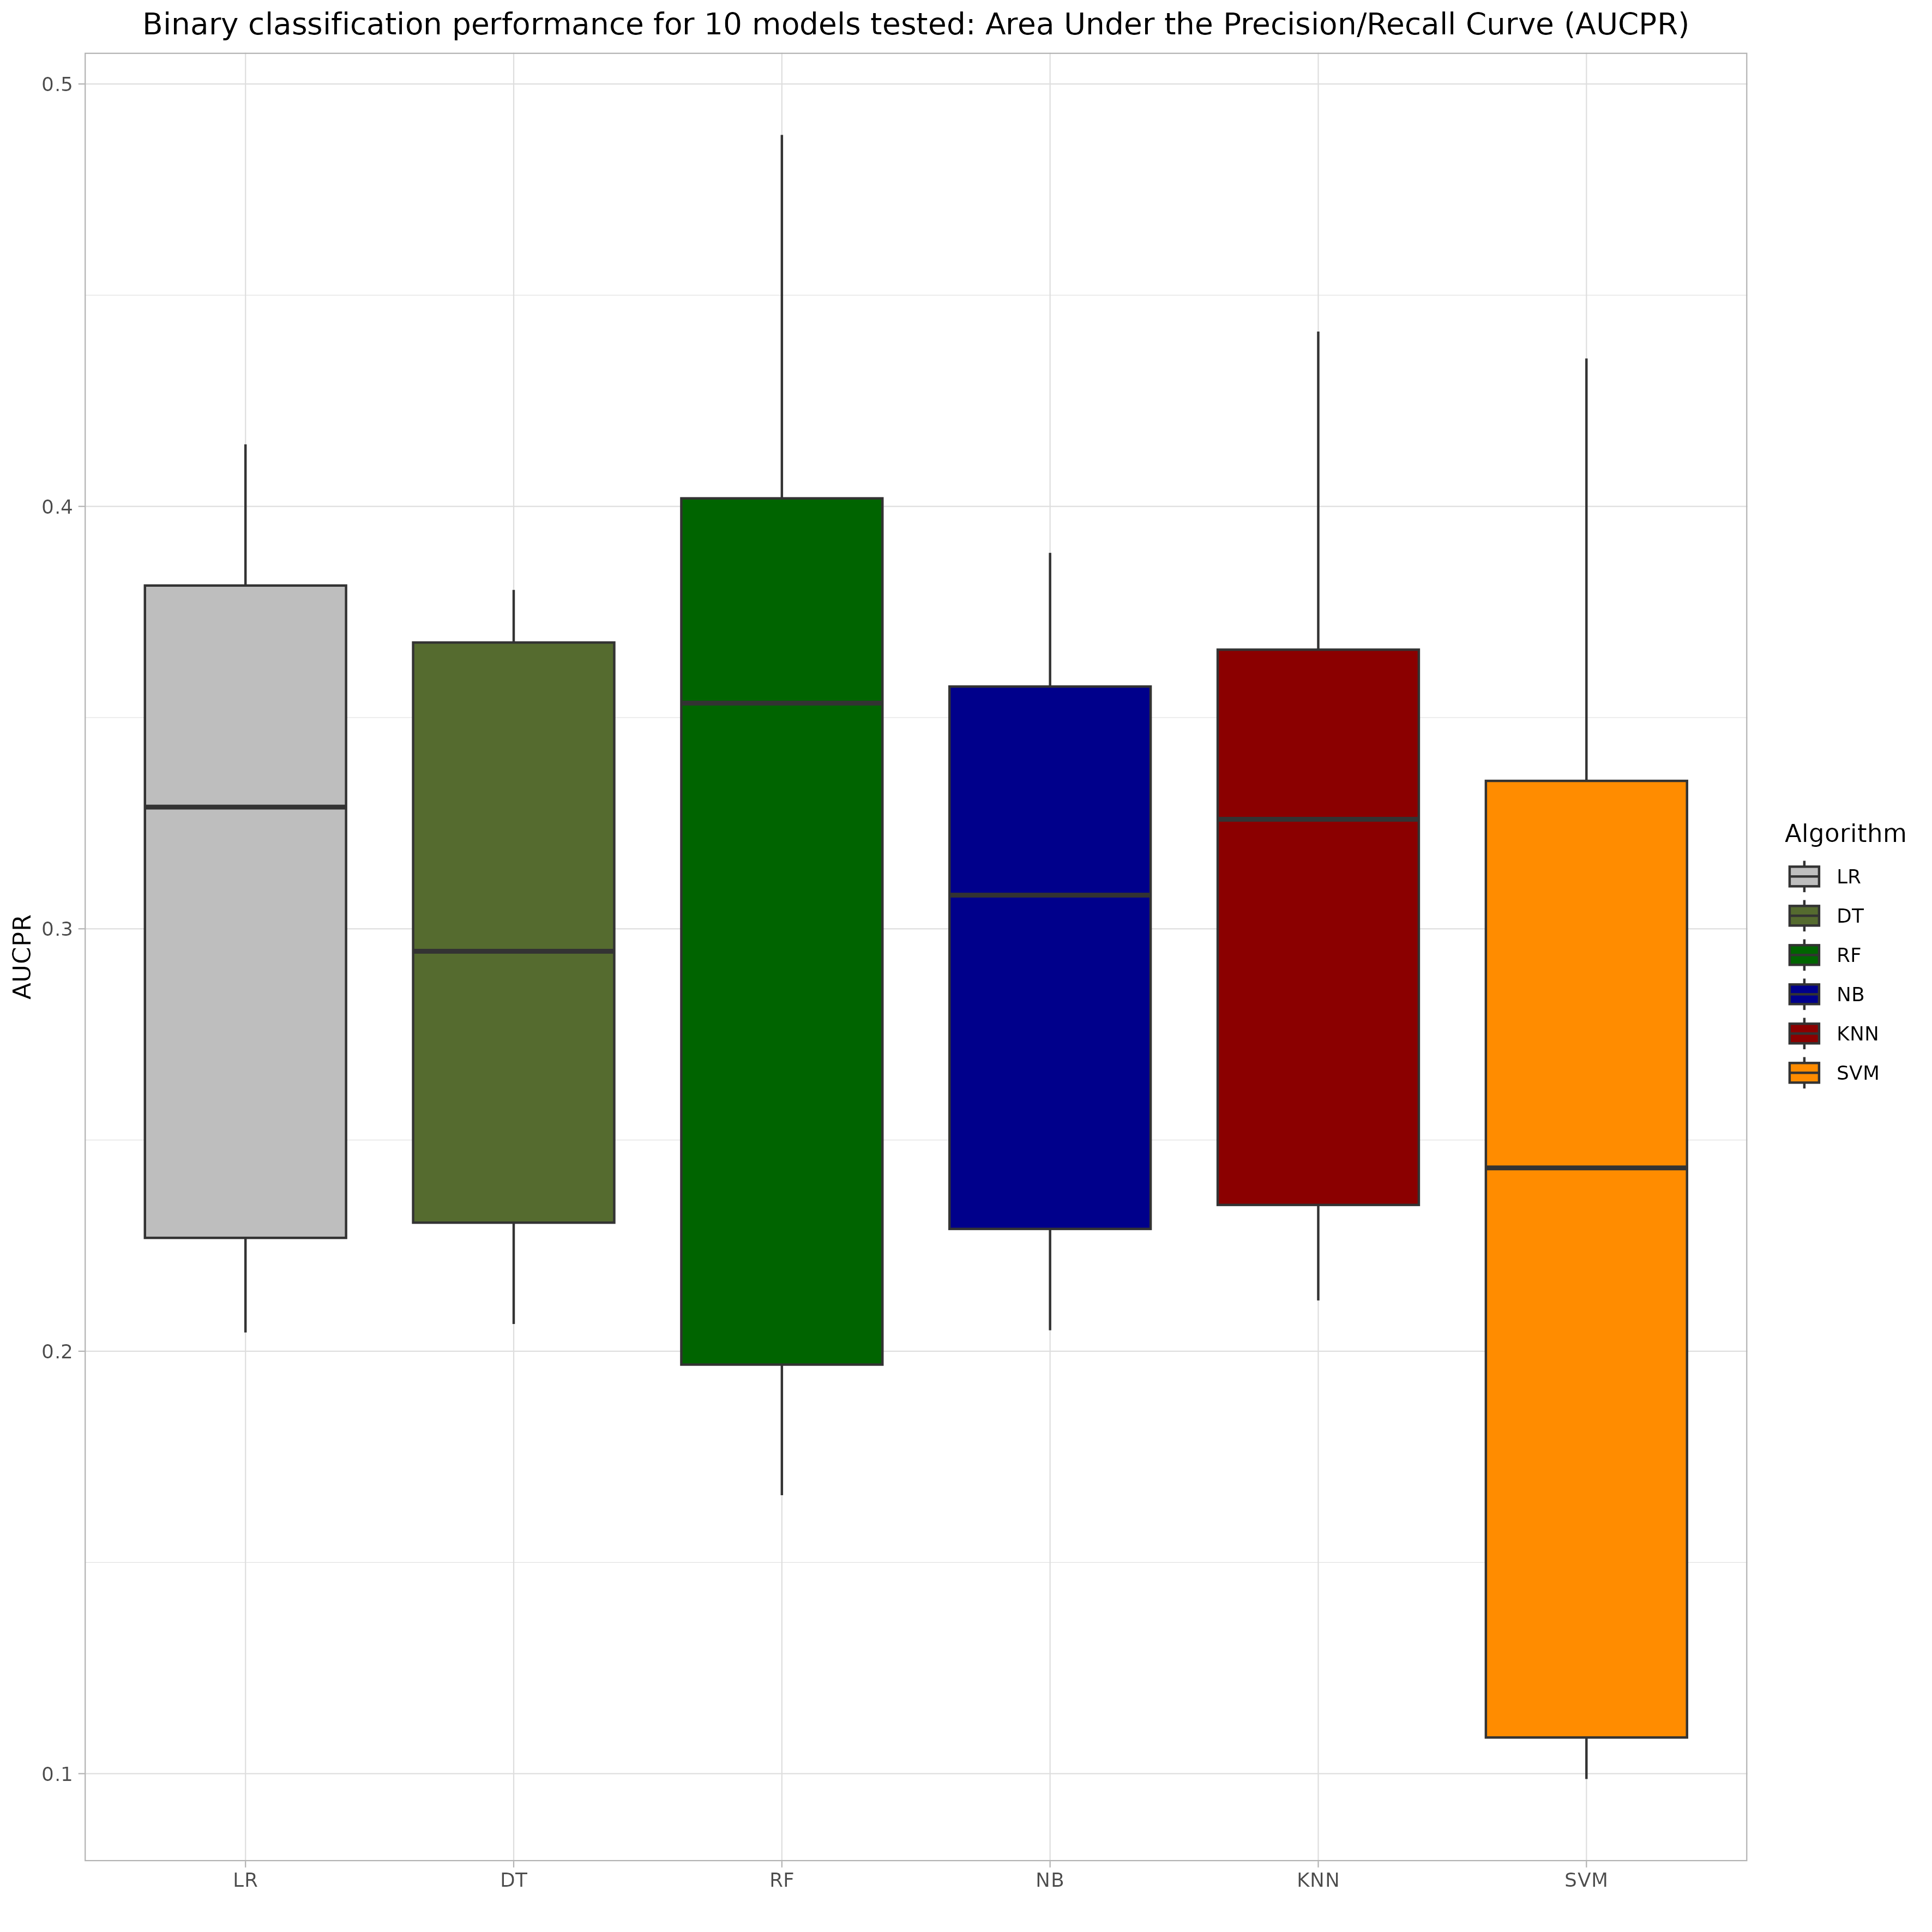 Binary classification performance for 10 models tested: Area Under the Precision/Recall Curve (AUCPR)
0.5
0.4
0.3
0.2
0.1
AUCPR
LR
DT
RF
NB
KNN
SVM
Algorithm
LR
DT
RF
NB
KNN
SVM